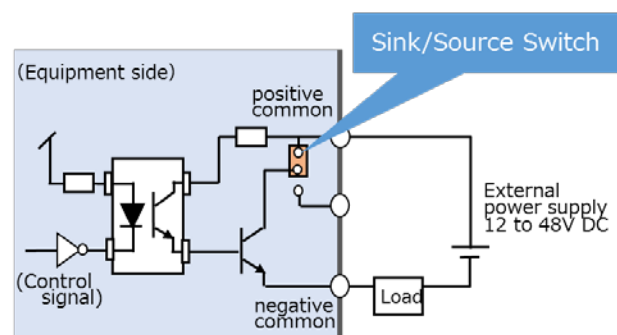 Sink/Source Switch
(Equipment side)
positive
common
External
power supply
12 to 48V DC
(Control
signal)
negative
common
Load